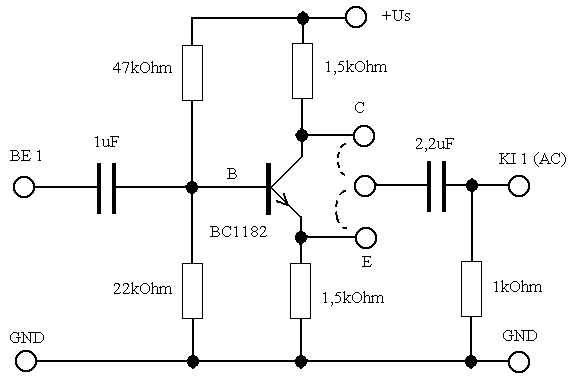 +Us
47kOhm
1,5kOhm
C
1uF
2,2uF
BE 1
B
KI 1 (AC)
BC1182
E
22kOhm
1,5kOhm
1kOhm
GND
GND